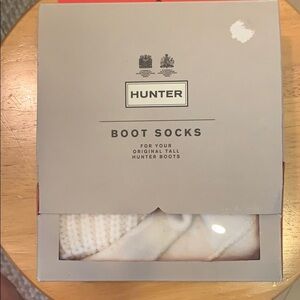 HUNTER
BOOT SOCKS
FOR YOUR
ORIGINAL TALL
HUNTER BOOTS